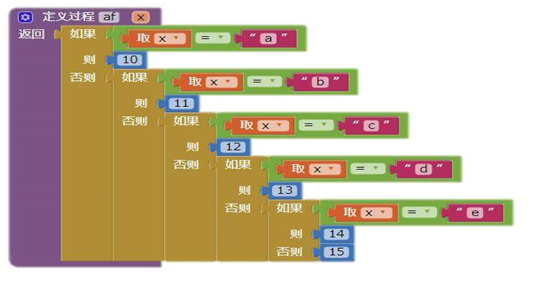 定义过程 af x
返回 如果 取 x = “ a ”
则 10
否则 如果 取 x = “ b ”
则 11
否则 如果 取 x = “ c ”
则 12
否则 如果 取 x = “ d ”
则 13
否则 如果 取 x = “ e ”
则 14
否则 15